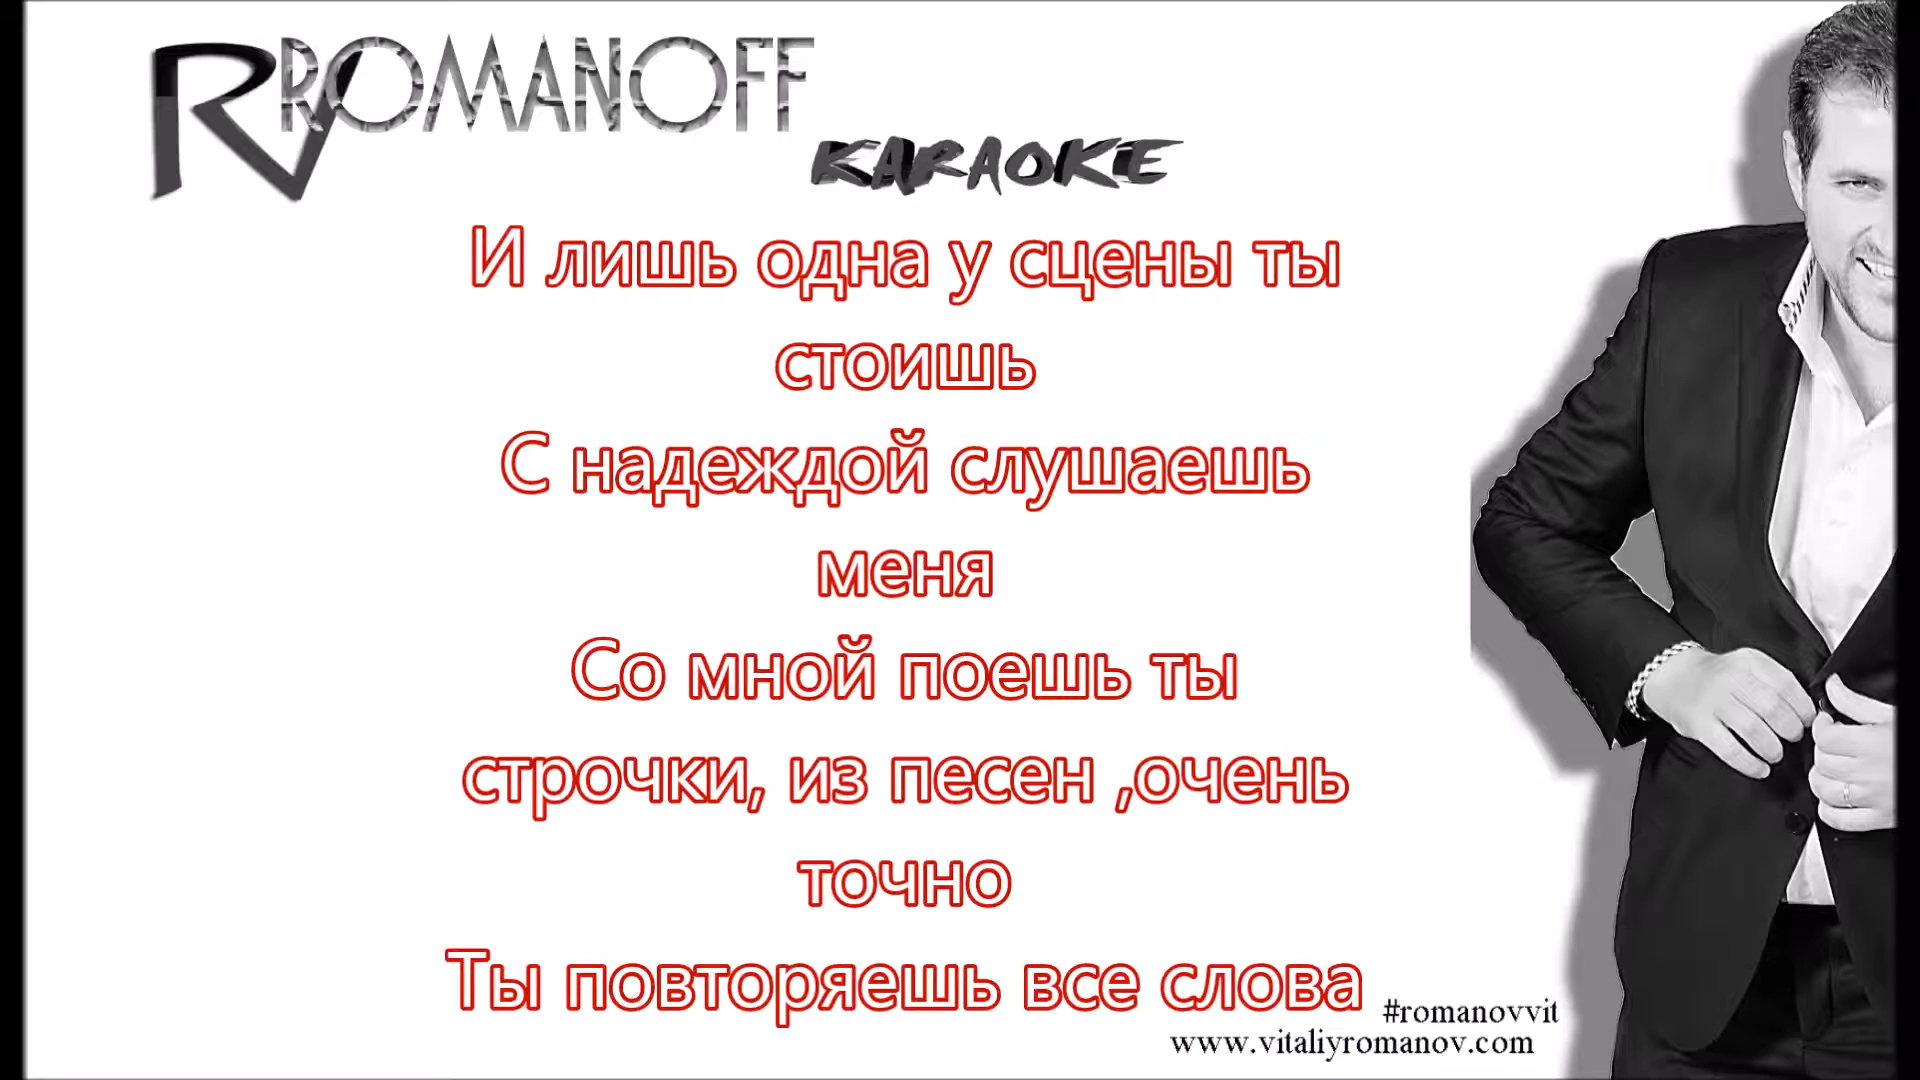 RV ROMANOFF
KARAOKE
И лишь одна у сцены ты
стоишь
С надеждой слушаешь
меня
Со мной поешь ты
строчки, из песен ,очень
точно
Ты повторяешь все слова
#romanovvit
www.vitaliyromanov.com